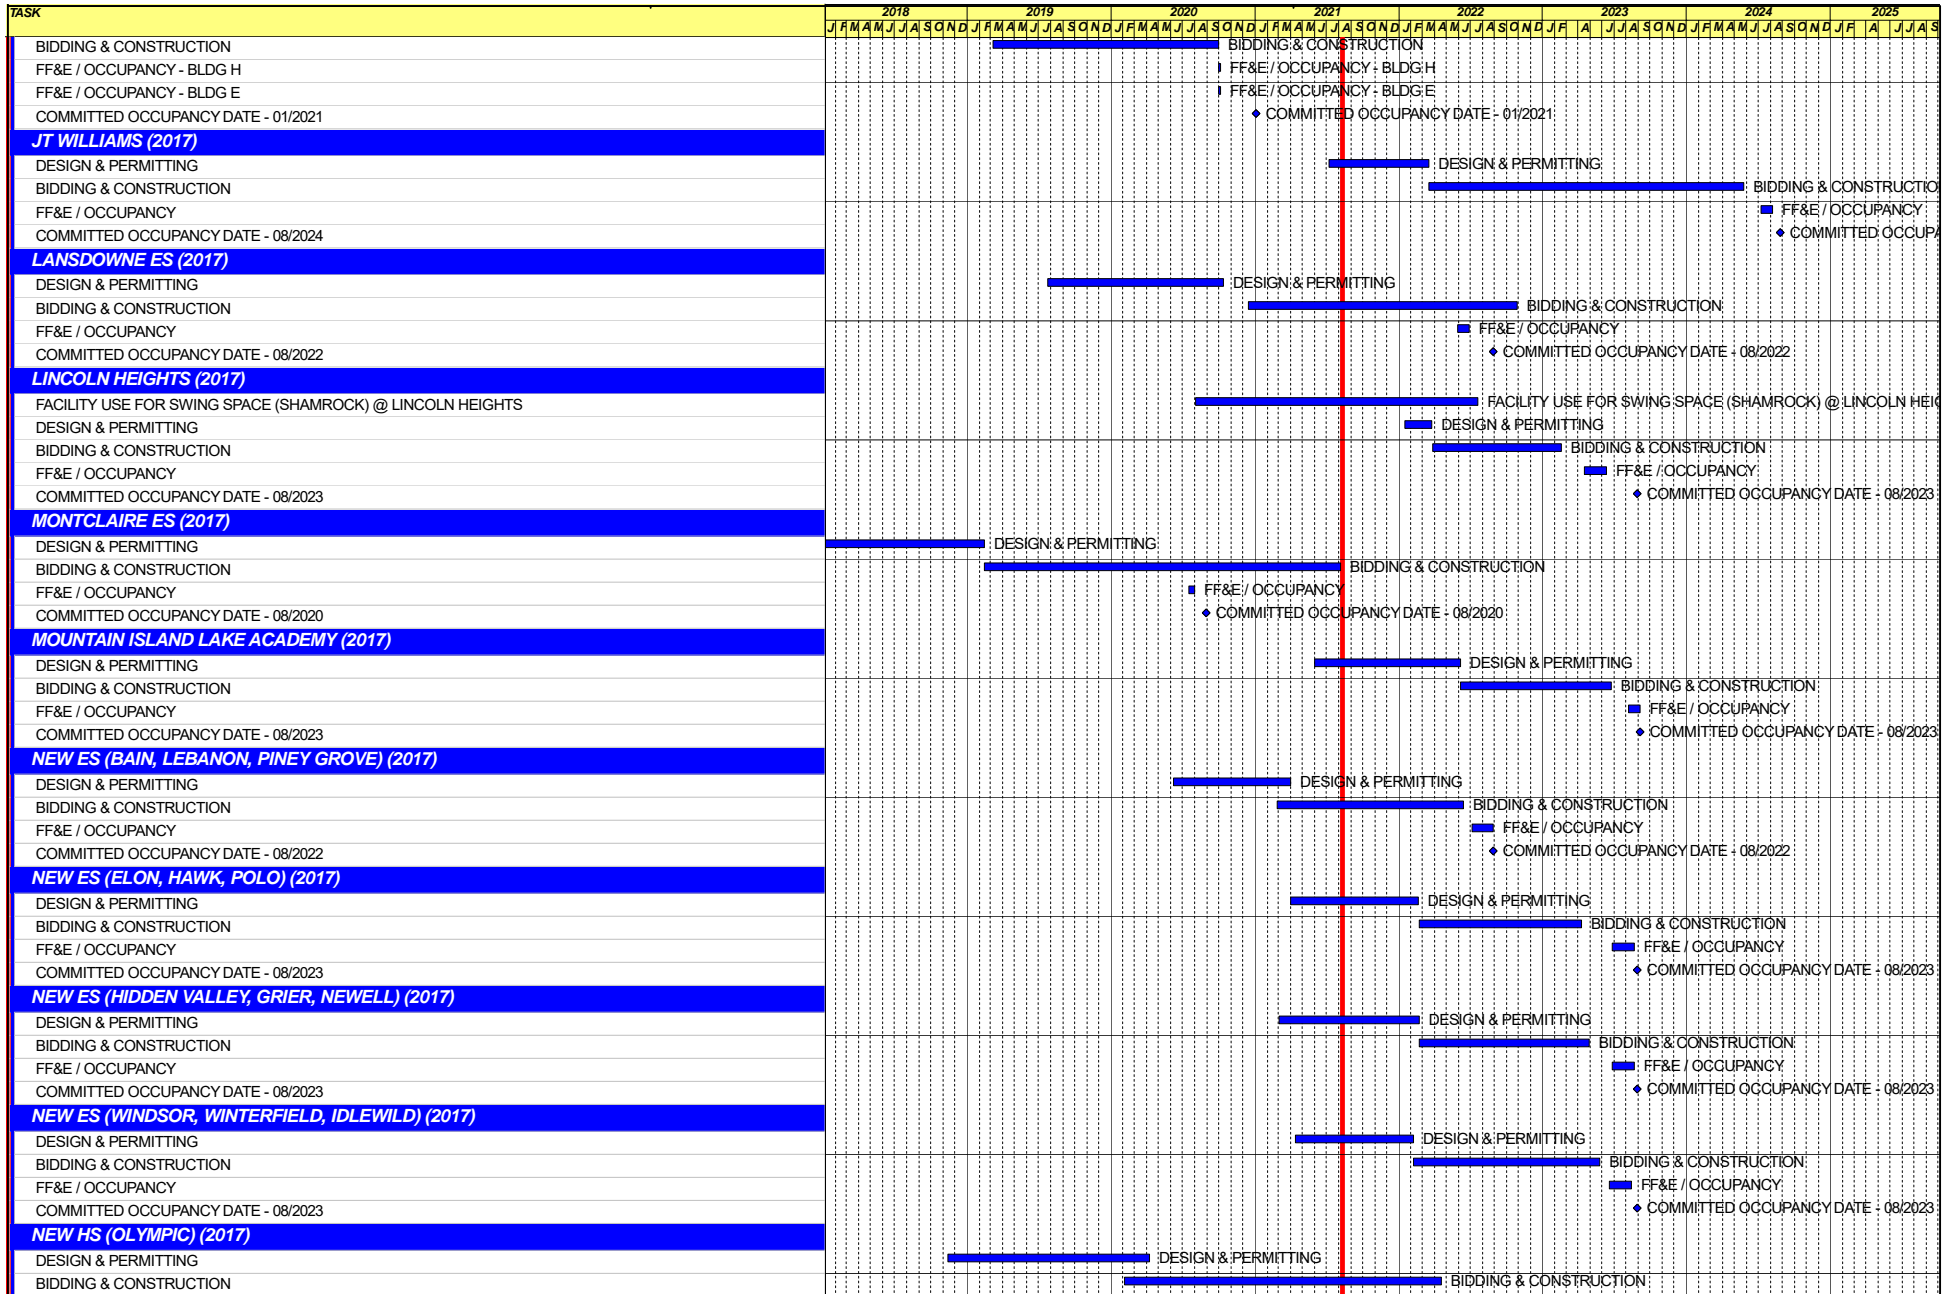 TASK
2018 2019 2020 2021 2022 2023 2024 2025
J F M A M J J A S O N D J F M A M J J A S O N D J F M A M J J A S O N D J F M A M J J A S O N D J F M A M J J A S O N D J F A J J A S O N D J F M A M J J A S O N D J F A J J A S
BIDDING & CONSTRUCTION BIDDING & CONSTRUCTION
FF&E / OCCUPANCY - BLDG H FF&E / OCCUPANCY - BLDG H
FF&E / OCCUPANCY - BLDG E FF&E / OCCUPANCY - BLDG E
COMMITTED OCCUPANCY DATE - 01/2021 COMMITTED OCCUPANCY DATE - 01/2021
JT WILLIAMS (2017)
DESIGN & PERMITTING DESIGN & PERMITTING
BIDDING & CONSTRUCTION BIDDING & CONSTRUCTIO
FF&E / OCCUPANCY FF&E / OCCUPANCY
COMMITTED OCCUPANCY DATE - 08/2024 COMMITTED OCCUPA
LANSDOWNE ES (2017)
DESIGN & PERMITTING DESIGN & PERMITTING
BIDDING & CONSTRUCTION BIDDING & CONSTRUCTION
FF&E / OCCUPANCY FF&E / OCCUPANCY
COMMITTED OCCUPANCY DATE - 08/2022 COMMITTED OCCUPANCY DATE - 08/2022
LINCOLN HEIGHTS (2017)
FACILITY USE FOR SWING SPACE (SHAMROCK) @ LINCOLN HEIGHTS FACILITY USE FOR SWING SPACE (SHAMROCK) @ LINCOLN HEIG
DESIGN & PERMITTING DESIGN & PERMITTING
BIDDING & CONSTRUCTION BIDDING & CONSTRUCTION
FF&E / OCCUPANCY FF&E / OCCUPANCY
COMMITTED OCCUPANCY DATE - 08/2023 COMMITTED OCCUPANCY DATE - 08/2023
MONTCLAIRE ES (2017)
DESIGN & PERMITTING DESIGN & PERMITTING
BIDDING & CONSTRUCTION BIDDING & CONSTRUCTION
FF&E / OCCUPANCY FF&E / OCCUPANCY
COMMITTED OCCUPANCY DATE - 08/2020 COMMITTED OCCUPANCY DATE - 08/2020
MOUNTAIN ISLAND LAKE ACADEMY (2017)
DESIGN & PERMITTING DESIGN & PERMITTING
BIDDING & CONSTRUCTION BIDDING & CONSTRUCTION
FF&E / OCCUPANCY FF&E / OCCUPANCY
COMMITTED OCCUPANCY DATE - 08/2023 COMMITTED OCCUPANCY DATE - 08/2023
NEW ES (BAIN, LEBANON, PINEY GROVE) (2017)
DESIGN & PERMITTING DESIGN & PERMITTING
BIDDING & CONSTRUCTION BIDDING & CONSTRUCTION
FF&E / OCCUPANCY FF&E / OCCUPANCY
COMMITTED OCCUPANCY DATE - 08/2022 COMMITTED OCCUPANCY DATE - 08/2022
NEW ES (ELON, HAWK, POLO) (2017)
DESIGN & PERMITTING DESIGN & PERMITTING
BIDDING & CONSTRUCTION BIDDING & CONSTRUCTION
FF&E / OCCUPANCY FF&E / OCCUPANCY
COMMITTED OCCUPANCY DATE - 08/2023 COMMITTED OCCUPANCY DATE - 08/2023
NEW ES (HIDDEN VALLEY, GRIER, NEWELL) (2017)
DESIGN & PERMITTING DESIGN & PERMITTING
BIDDING & CONSTRUCTION BIDDING & CONSTRUCTION
FF&E / OCCUPANCY FF&E / OCCUPANCY
COMMITTED OCCUPANCY DATE - 08/2023 COMMITTED OCCUPANCY DATE - 08/2023
NEW ES (WINDSOR, WINTERFIELD, IDLEWILD) (2017)
DESIGN & PERMITTING DESIGN & PERMITTING
BIDDING & CONSTRUCTION BIDDING & CONSTRUCTION
FF&E / OCCUPANCY FF&E / OCCUPANCY
COMMITTED OCCUPANCY DATE - 08/2023 COMMITTED OCCUPANCY DATE - 08/2023
NEW HS (OLYMPIC) (2017)
DESIGN & PERMITTING DESIGN & PERMITTING
BIDDING & CONSTRUCTION BIDDING & CONSTRUCTION